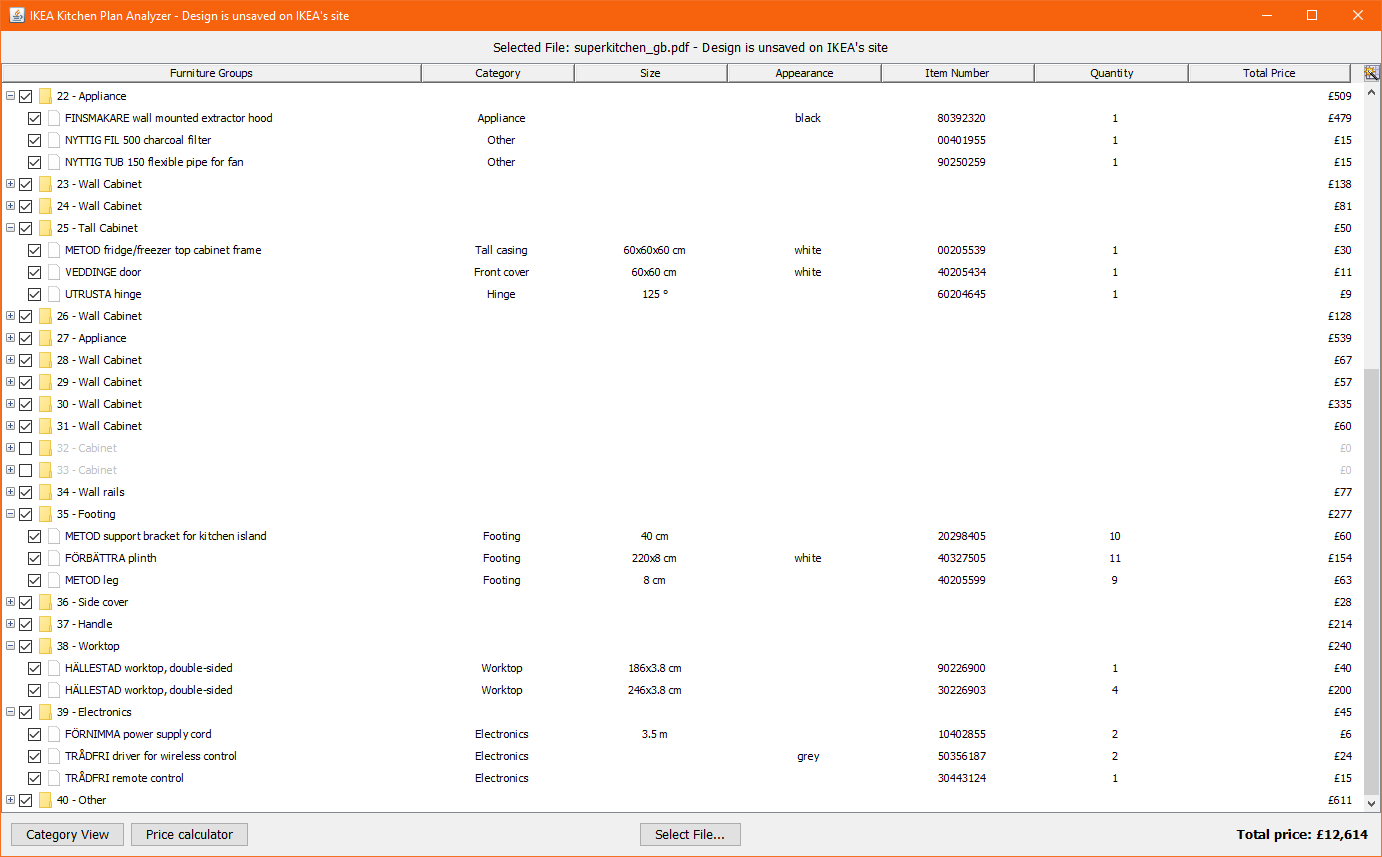 IKEA Kitchen Plan Analyzer - Design is unsaved on IKEA's site
Selected File: superkitchen_gb.pdf - Design is unsaved on IKEA's site
Furniture Groups Category Size Appearance Item Number Quantity Total Price
22 - Appliance £509
FINSMAKARE wall mounted extractor hood Appliance black 80392320 1 £479
NYTTIG FIL 500 charcoal filter Other 00401955 1 £15
NYTTIG TUB 150 flexible pipe for fan Other 90250259 1 £15
23 - Wall Cabinet £138
24 - Wall Cabinet £81
25 - Tall Cabinet £50
METOD fridge/freezer top cabinet frame Tall casing 60x60x60 cm white 00205539 1 £30
VEDDINGE door Front cover 60x60 cm white 40205434 1 £11
UTRUSTA hinge Hinge 125 º 60204645 1 £9
26 - Wall Cabinet £128
27 - Appliance £539
28 - Wall Cabinet £67
29 - Wall Cabinet £57
30 - Wall Cabinet £335
31 - Wall Cabinet £60
32 - Cabinet £0
33 - Cabinet £0
34 - Wall rails £77
35 - Footing £277
METOD support bracket for kitchen island Footing 40 cm 20298405 10 £60
FÖRBÄTTRA plinth Footing 220x8 cm white 40327505 11 £154
METOD leg Footing 8 cm 40205599 9 £63
36 - Side cover £28
37 - Handle £214
38 - Worktop £240
HÄLLESTAD worktop, double-sided Worktop 186x3.8 cm 90226900 1 £40
HÄLLESTAD worktop, double-sided Worktop 246x3.8 cm 30226903 4 £200
39 - Electronics £45
FÖRNIMMA power supply cord Electronics 3.5 m 10402855 2 £6
TRÅDFRI driver for wireless control Electronics grey 50356187 2 £24
TRÅDFRI remote control Electronics 30443124 1 £15
40 - Other £611
Category View Price calculator Select File... Total price: £12,614